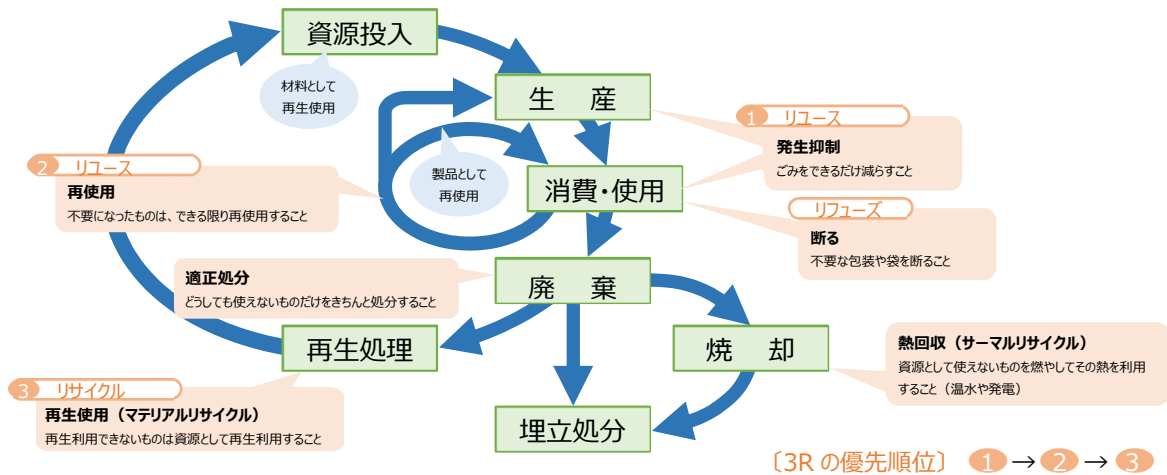 資源投入
材料として
再生使用
生 産
1 リユース
発生抑制
ごみをできるだけ減らすこと
2 リユース
再使用
不要になったものは、できる限り再使用すること
製品として
再使用
消費・使用
リフューズ
断る
不要な包装や袋を断ること
適正処分
どうしても使えないものだけをきちんと処分すること
廃 棄
再生処理
焼 却
熱回収（サーマルリサイクル）
資源として使えないものを燃やしてその熱を利用
すること（温水や発電）
3 リサイクル
再生使用（マテリアルリサイクル）
再生利用できないものは資源として再生利用すること
埋立処分
〔3R の優先順位〕 1 → 2 → 3